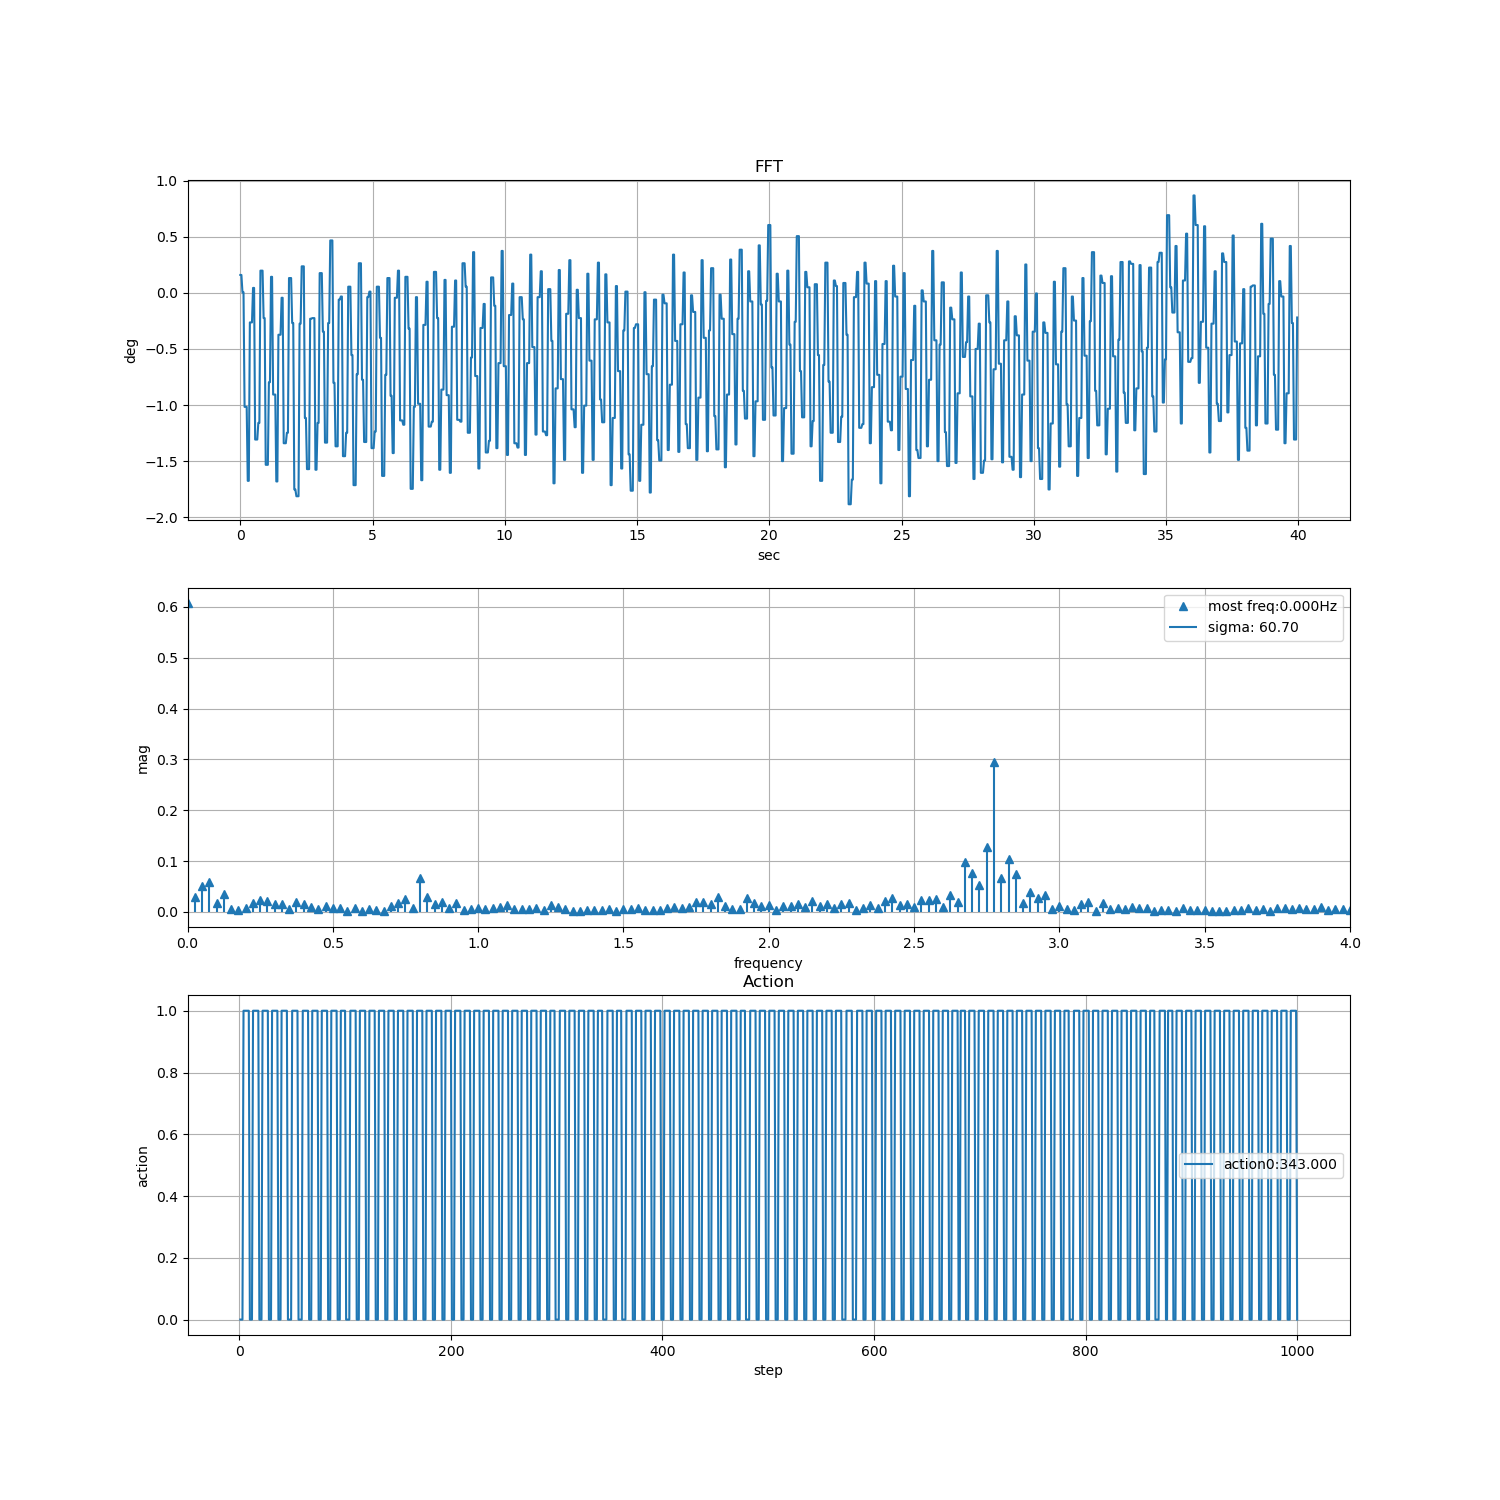 FFT
1.0
0.5
0.0
−0.5
−1.0
−1.5
−2.0
deg
0 5 10 15 20 25 30 35 40
sec
0.6
0.5
0.4
0.3
0.2
0.1
0.0
mag
most freq:0.000Hz
sigma: 60.70
0.0 0.5 1.0 1.5 2.0 2.5 3.0 3.5 4.0
frequency
Action
1.0
0.8
0.6
0.4
0.2
0.0
action
action0:343.000
0 200 400 600 800 1000
step